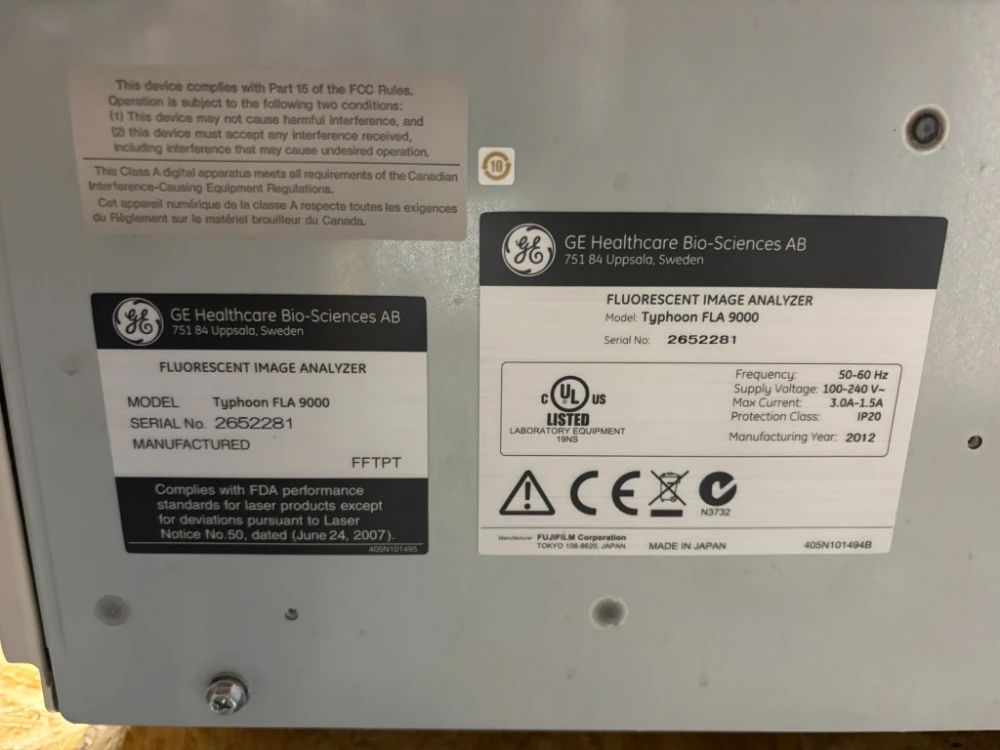 This device complies with Part 15 of the FCC Rules.
Operation is subject to the following two conditions:
(1) This device may not cause harmful interference, and
(2) this device must accept any interference received,
including interference that may cause undesired operation.
This Class A digital apparatus meets all requirements of the Canadian
Interference-Causing Equipment Regulations.
Cet appareil numérique de la classe A respecte toutes les exigences
du Règlement sur le matériel brouilleur du Canada.
10
GE Healthcare Bio-Sciences AB
751 84 Uppsala, Sweden
FLUORESCENT IMAGE ANALYZER
MODEL Typhoon FLA 9000
SERIAL No. 2652281
MANUFACTURED
FFTPT
Complies with FDA performance
standards for laser products except
for deviations pursuant to Laser
Notice No.50, dated (June 24, 2007).
405N101495
GE Healthcare Bio-Sciences AB
751 84 Uppsala, Sweden
FLUORESCENT IMAGE ANALYZER
Model: Typhoon FLA 9000
Serial No: 2652281
C UL US
LISTED
LABORATORY EQUIPMENT
19NS
Frequency: 50-60 Hz
Supply Voltage: 100-240 V~
Max Current: 3.0A-1.5A
Protection Class: IP20
Manufacturing Year: 2012
CE
N3732
Manufacturer FUJIFILM Corporation
TOKYO 106-8620, JAPAN MADE IN JAPAN 405N101494B